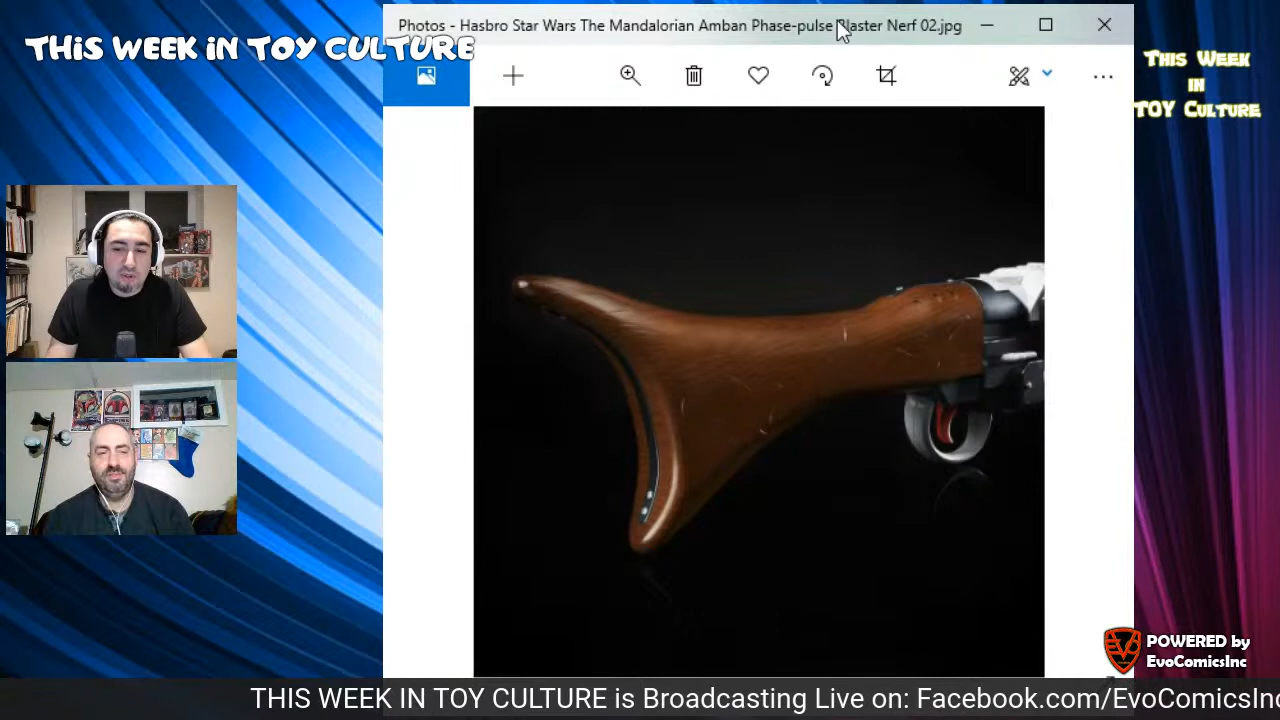 THiS WEEK iN TOY CULTURE
Photos - Hasbro Star Wars The Mandalorian Amban Phase-pulse Blaster Nerf 02.jpg
This Week
in
TOY Culture
POWERED by
EvoComicsInc
THIS WEEK IN TOY CULTURE is Broadcasting Live on: Facebook.com/EvoComicsInc